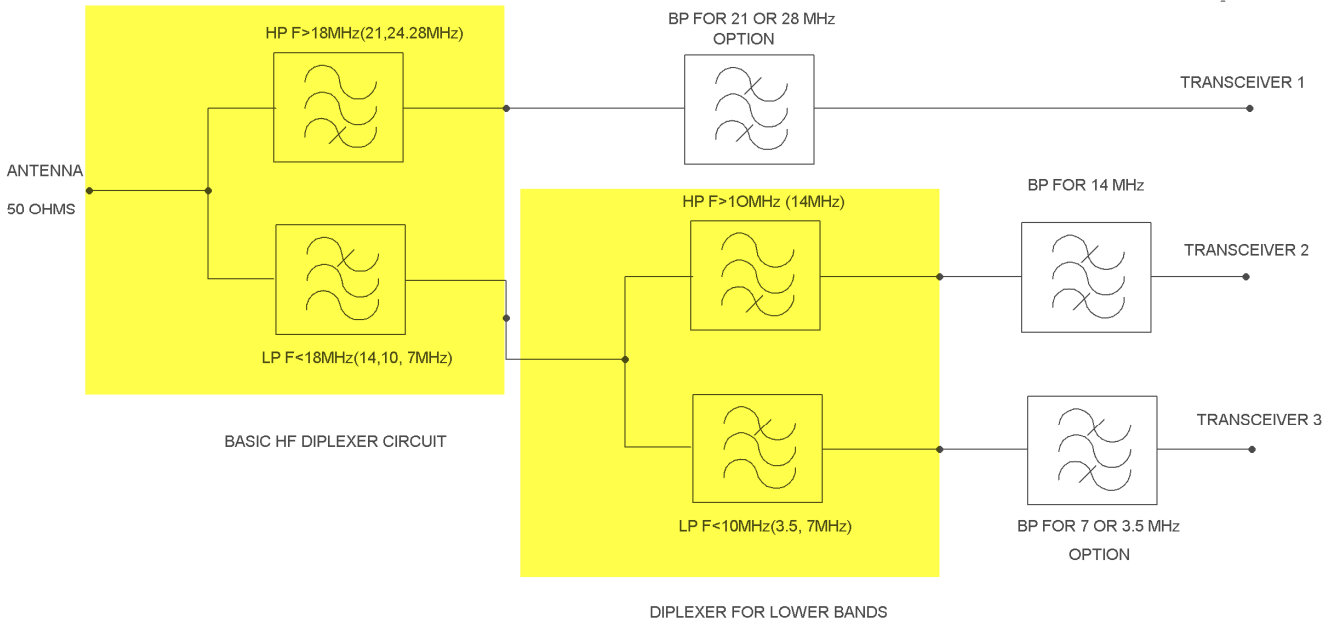 BP FOR 21 OR 28 MHz
OPTION
HP F>18MHz(21,24.28MHz)
TRANSCEIVER 1
ANTENNA
50 OHMS
BP FOR 14 MHz
HP F>1OMHz (14MHz)
TRANSCEIVER 2
LP F<18MHz(14,10, 7MHz)
TRANSCEIVER 3
BASIC HF DIPLEXER CIRCUIT
LP F<10MHz(3.5, 7MHz)
BP FOR 7 OR 3.5 MHz
OPTION
DIPLEXER FOR LOWER BANDS